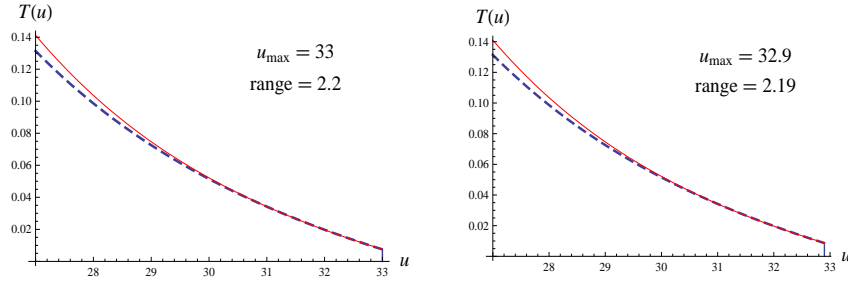 T(u)
0.14
0.12
0.10
0.08
0.06
0.04
0.02
28 29 30 31 32 33 u
u_max = 33
range = 2.2
T(u)
0.14
0.12
0.10
0.08
0.06
0.04
0.02
28 29 30 31 32 33 u
u_max = 32.9
range = 2.19